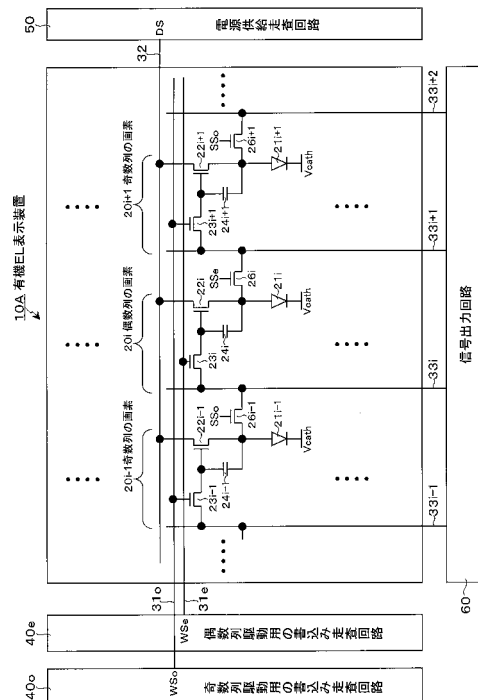 10A 有機EL表示装置
50
電源供給走査回路
DS
32
20i-1 奇数列の画素
20i 偶数列の画素
20i+1 奇数列の画素
22i-1
SSo
26i-1
23i-1
24i-1
21i-1
Vcath
22i
SSe
26i
23i
24i
21i
Vcath
22i+1
SSo
26i+1
23i+1
24i+1
21i+1
Vcath
33i-1
33i
33i+1
33i+2
31o
31e
WSo
WSe
40e
偶数列駆動用の書込み走査回路
40o
奇数列駆動用の書込み走査回路
60
信号出力回路